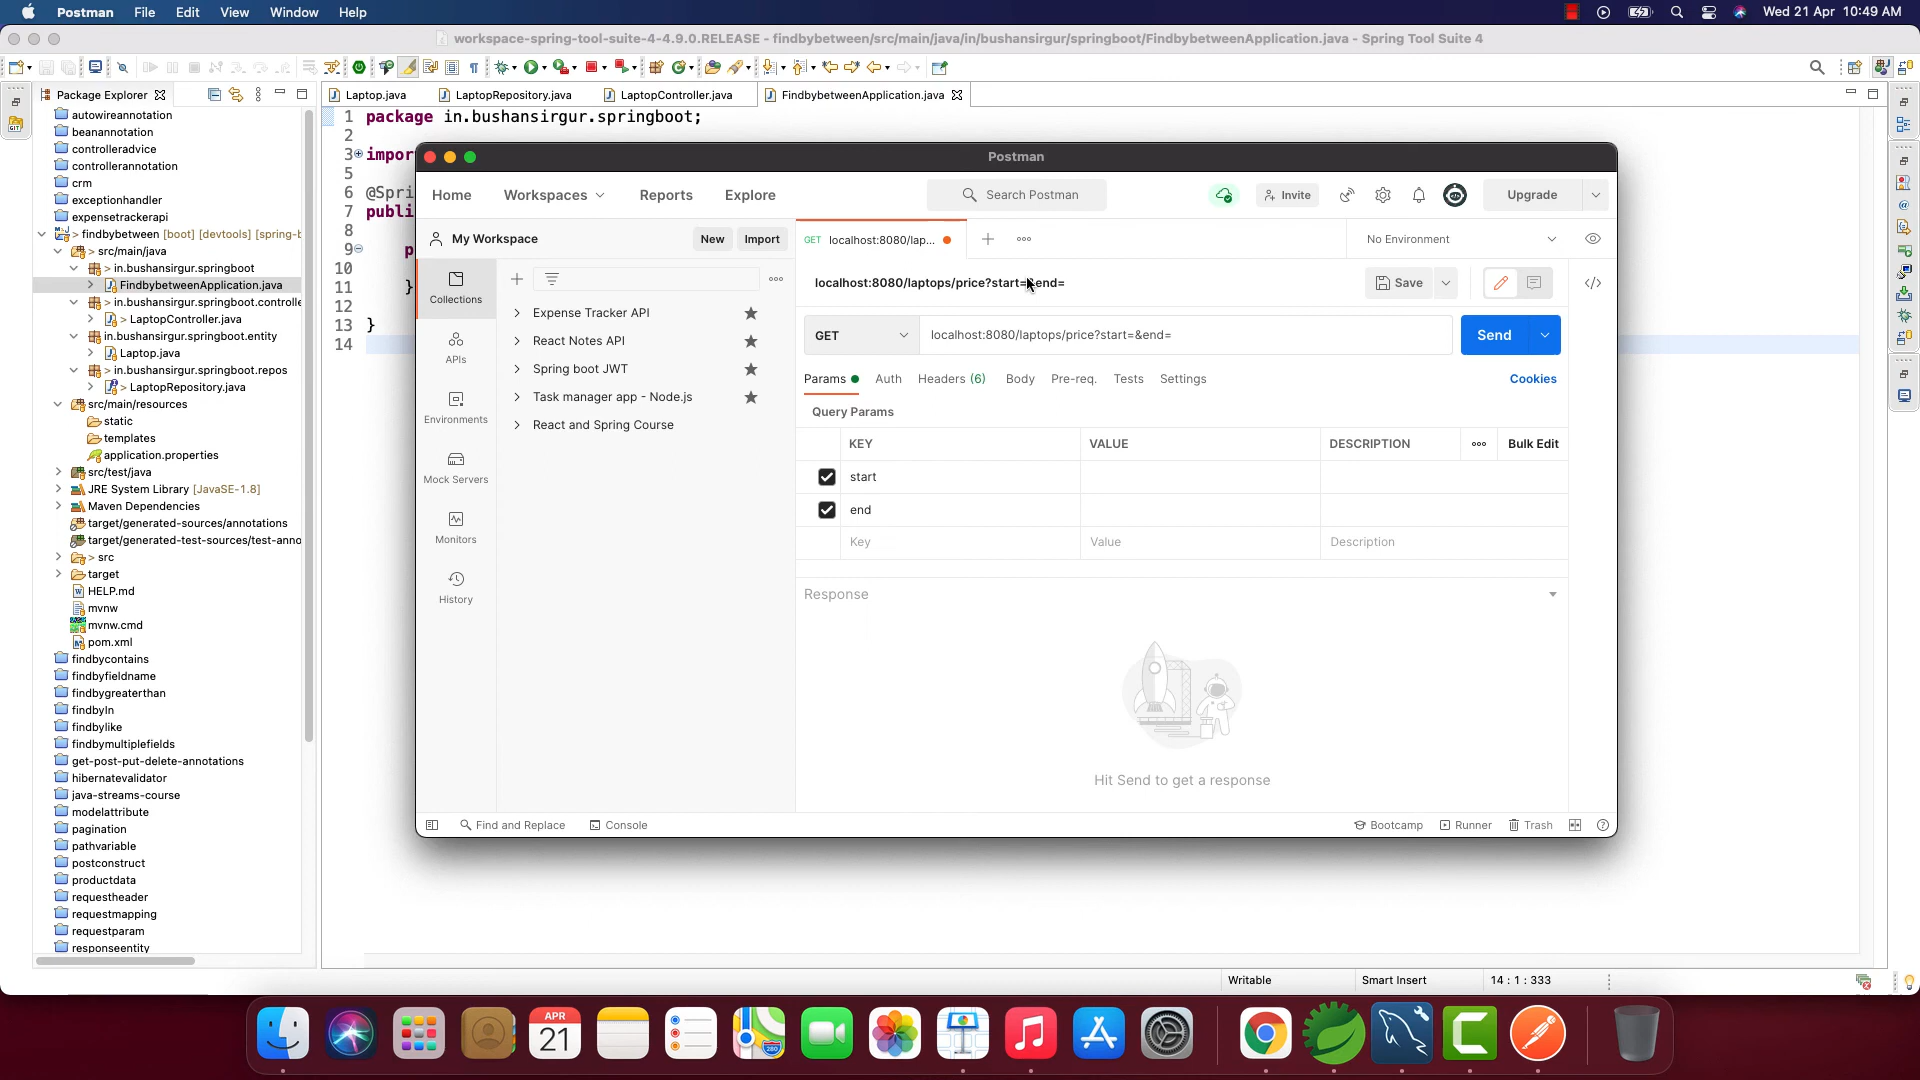 Postman File Edit View Window Help Wed 21 Apr 10:49 AM
workspace-spring-tool-suite-4-4.9.0.RELEASE - findbybetween/src/main/java/in/bushansirgur/springboot/FindbybetweenApplication.java - Spring Tool Suite 4
Package Explorer
Laptop.java LaptopRepository.java LaptopController.java FindbybetweenApplication.java
autowireannotation
beanannotation
controlleradvice
controllerannotation
crm
exceptionhandler
expensetrackerapi
> findbybetween [boot] [devtools] [spring-b
> src/main/java
> in.bushansirgur.springboot
FindbybetweenApplication.java
> in.bushansirgur.springboot.controlle
> LaptopController.java
in.bushansirgur.springboot.entity
Laptop.java
> in.bushansirgur.springboot.repos
> LaptopRepository.java
src/main/resources
static
templates
application.properties
src/test/java
JRE System Library [JavaSE-1.8]
Maven Dependencies
target/generated-sources/annotations
target/generated-test-sources/test-anno
> src
target
HELP.md
mvnw
mvnw.cmd
pom.xml
findbycontains
findbyfieldname
findbygreaterthan
findbyIn
findbylike
findbymultiplefields
get-post-put-delete-annotations
hibernatevalidator
java-streams-course
modelattribute
pagination
pathvariable
postconstruct
productdata
requestheader
requestmapping
requestparam
responseentity
1 package in.bushansirgur.springboot;
2
3 impor
5
6 @Spri
7 publi
8
9 p
10
11 }
12
13 }
14
Postman
Home Workspaces Reports Explore Search Postman Invite Upgrade
My Workspace New Import
GET localhost:8080/lap... No Environment
Collections
APIs
Environments
Mock Servers
Monitors
History
Expense Tracker API
React Notes API
Spring boot JWT
Task manager app - Node.js
React and Spring Course
localhost:8080/laptops/price?start=&end= Save
GET localhost:8080/laptops/price?start=&end= Send
Params Auth Headers (6) Body Pre-req. Tests Settings Cookies
Query Params
KEY VALUE DESCRIPTION Bulk Edit
start
end
Key Value Description
Response
Hit Send to get a response
Find and Replace Console Bootcamp Runner Trash
Writable Smart Insert 14 : 1 : 333
APR
21
280